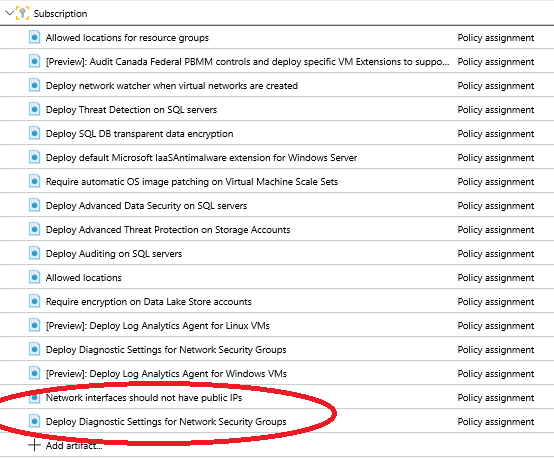 Subscription
Allowed locations for resource groups Policy assignment
[Preview]: Audit Canada Federal PBMM controls and deploy specific VM Extensions to suppo... Policy assignment
Deploy network watcher when virtual networks are created Policy assignment
Deploy Threat Detection on SQL servers Policy assignment
Deploy SQL DB transparent data encryption Policy assignment
Deploy default Microsoft IaaSAntimalware extension for Windows Server Policy assignment
Require automatic OS image patching on Virtual Machine Scale Sets Policy assignment
Deploy Advanced Data Security on SQL servers Policy assignment
Deploy Advanced Threat Protection on Storage Accounts Policy assignment
Deploy Auditing on SQL servers Policy assignment
Allowed locations Policy assignment
Require encryption on Data Lake Store accounts Policy assignment
[Preview]: Deploy Log Analytics Agent for Linux VMs Policy assignment
Deploy Diagnostic Settings for Network Security Groups Policy assignment
[Preview]: Deploy Log Analytics Agent for Windows VMs Policy assignment
Network interfaces should not have public IPs Policy assignment
Deploy Diagnostic Settings for Network Security Groups Policy assignment
Add artifact...